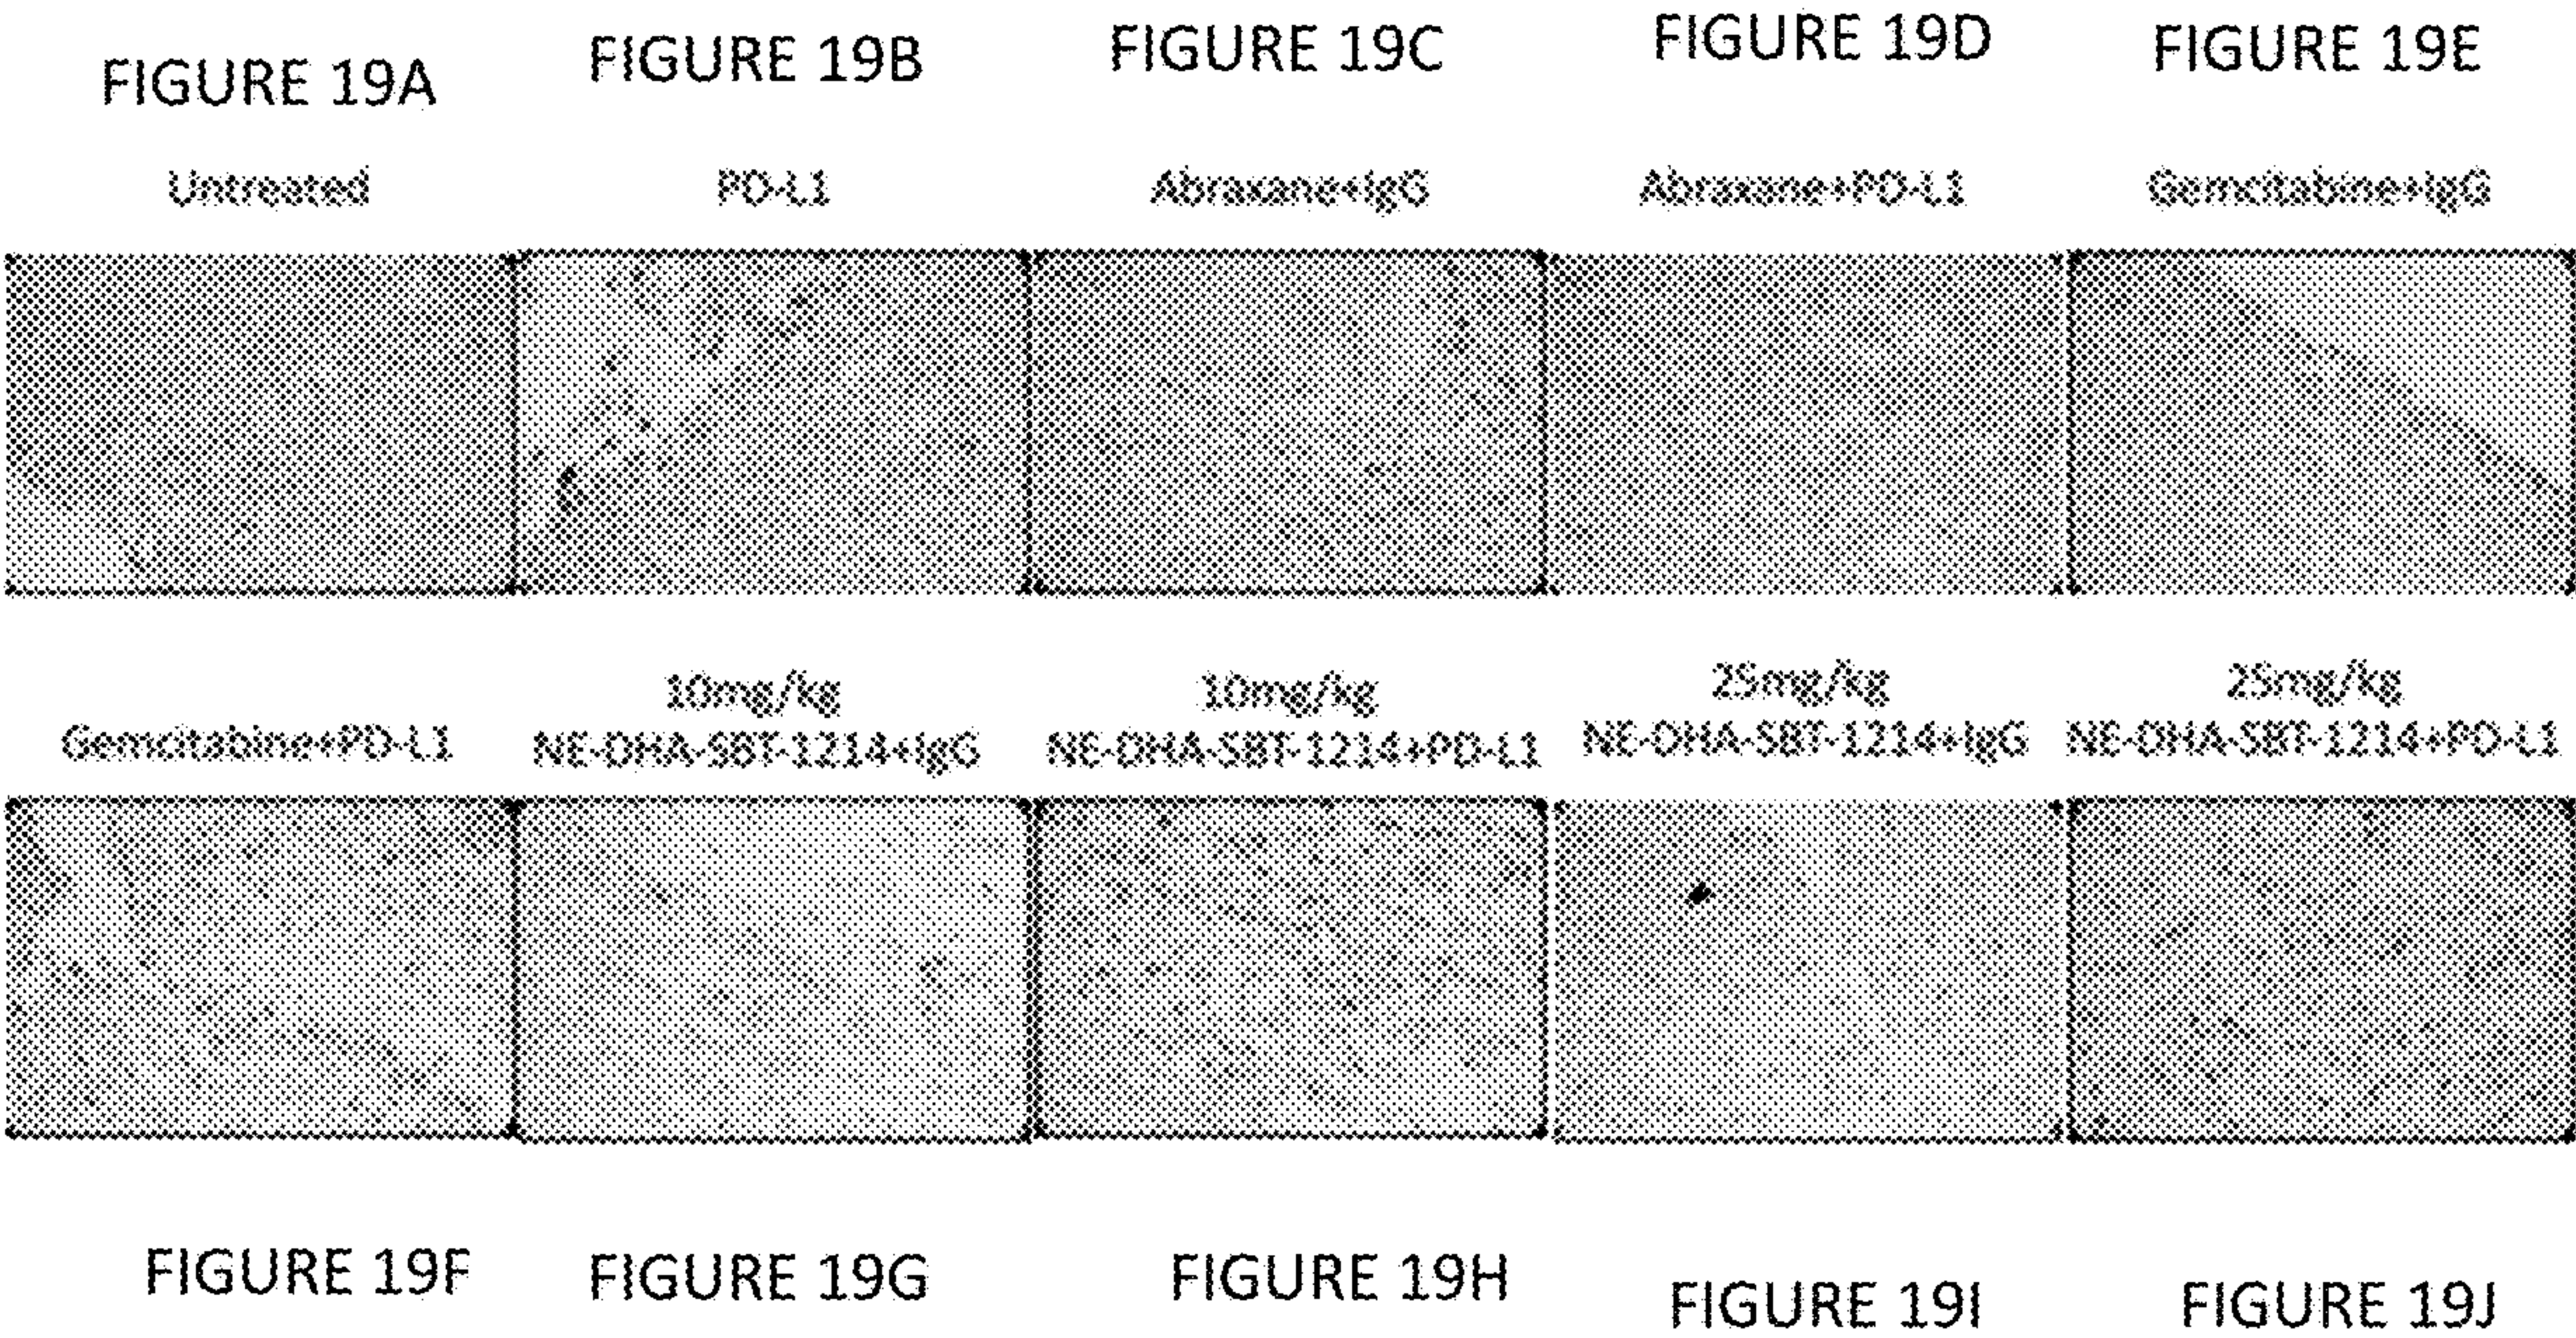 FIGURE 19A
FIGURE 19B
FIGURE 19C
FIGURE 19D
FIGURE 19E
Untreated
PD-L1
Abraxane+IgG
Abraxane+PD-L1
Gemcitabine+IgG
Gemcitabine+PD-L1
10mg/kg
NE-DHA-SBT-1214+IgG
10mg/kg
NE-DHA-SBT-1214+PD-L1
25mg/kg
NE-DHA-SBT-1214+IgG
25mg/kg
NE-DHA-SBT-1214+PD-L1
FIGURE 19F
FIGURE 19G
FIGURE 19H
FIGURE 19I
FIGURE 19J